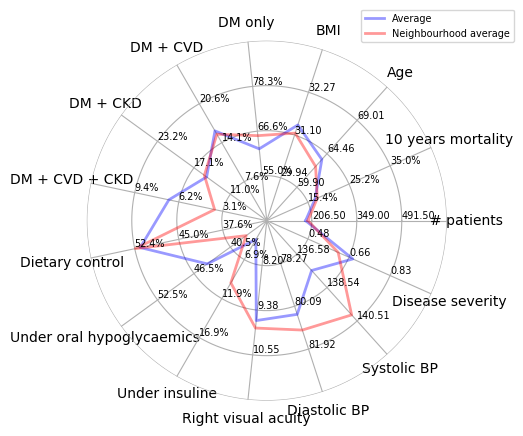 Average
Neighbourhood average
DM only
BMI
DM + CVD
Age
DM + CKD
10 years mortality
DM + CVD + CKD
# patients
Dietary control
Disease severity
Under oral hypoglycaemics
Systolic BP
Under insuline
Diastolic BP
Right visual acuity
78.3%
66.6%
55.0%
32.27
31.10
29.94
69.01
64.46
59.90
35.0%
25.2%
15.4%
206.50
349.00
491.50
0.48
0.66
0.83
136.58
138.54
140.51
78.27
80.09
81.92
8.20
9.38
10.55
6.9%
11.9%
16.9%
40.5%
46.5%
52.5%
37.6%
45.0%
52.4%
3.1%
6.2%
9.4%
11.0%
17.1%
23.2%
7.6%
14.1%
20.6%